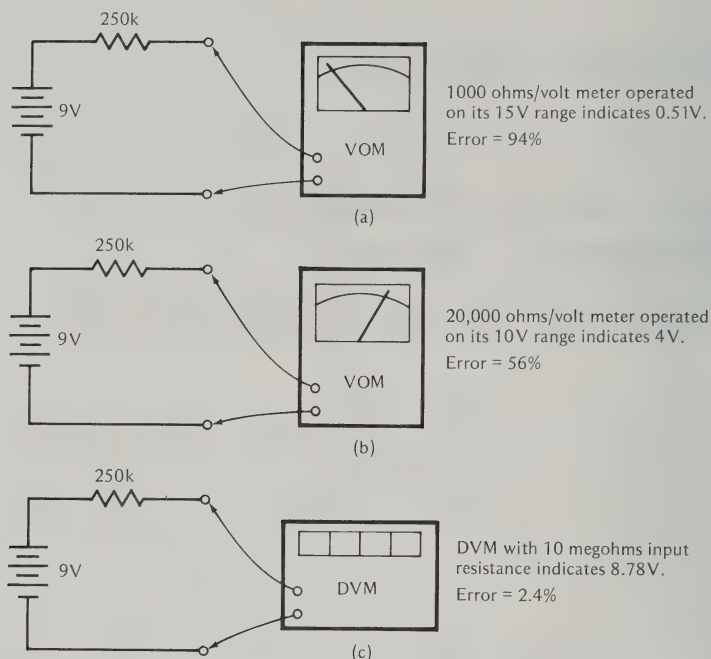 250k
9V
VOM
1000 ohms/volt meter operated
on its 15V range indicates 0.51V.
Error = 94%
(a)
250k
9V
VOM
20,000 ohms/volt meter operated
on its 10V range indicates 4V.
Error = 56%
(b)
250k
9V
DVM
DVM with 10 megohms input
resistance indicates 8.78V.
Error = 2.4%
(c)